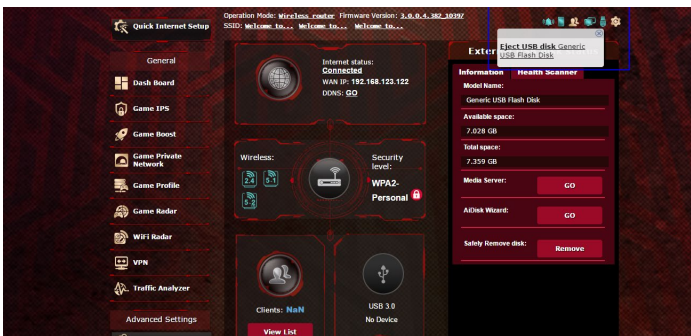 Operation Mode: Wireless router Firmware Version: 3.0.0.4.382_10397
SSID: Welcome to... Welcome to... Welcome to...
Quick Internet Setup
General
Dash Board
Game IPS
Game Boost
Game Private
Network
Game Profile
Game Radar
WiFi Radar
VPN
Traffic Analyzer
Advanced Settings
Internet status:
Connected
WAN IP: 192.168.123.122
DDNS: GO
Wireless:
2.4
5-1
5-2
Security
level:
WPA2-
Personal
Clients: NaN
View List
USB 3.0
No Device
Eject USB disk Generic
USB Flash Disk
Exter
Information Health Scanner
Model Name:
Generic USB Flash Disk
Available space:
7.028 GB
Total space:
7.359 GB
Media Server:
GO
AiDisk Wizard:
GO
Safely Remove disk:
Remove